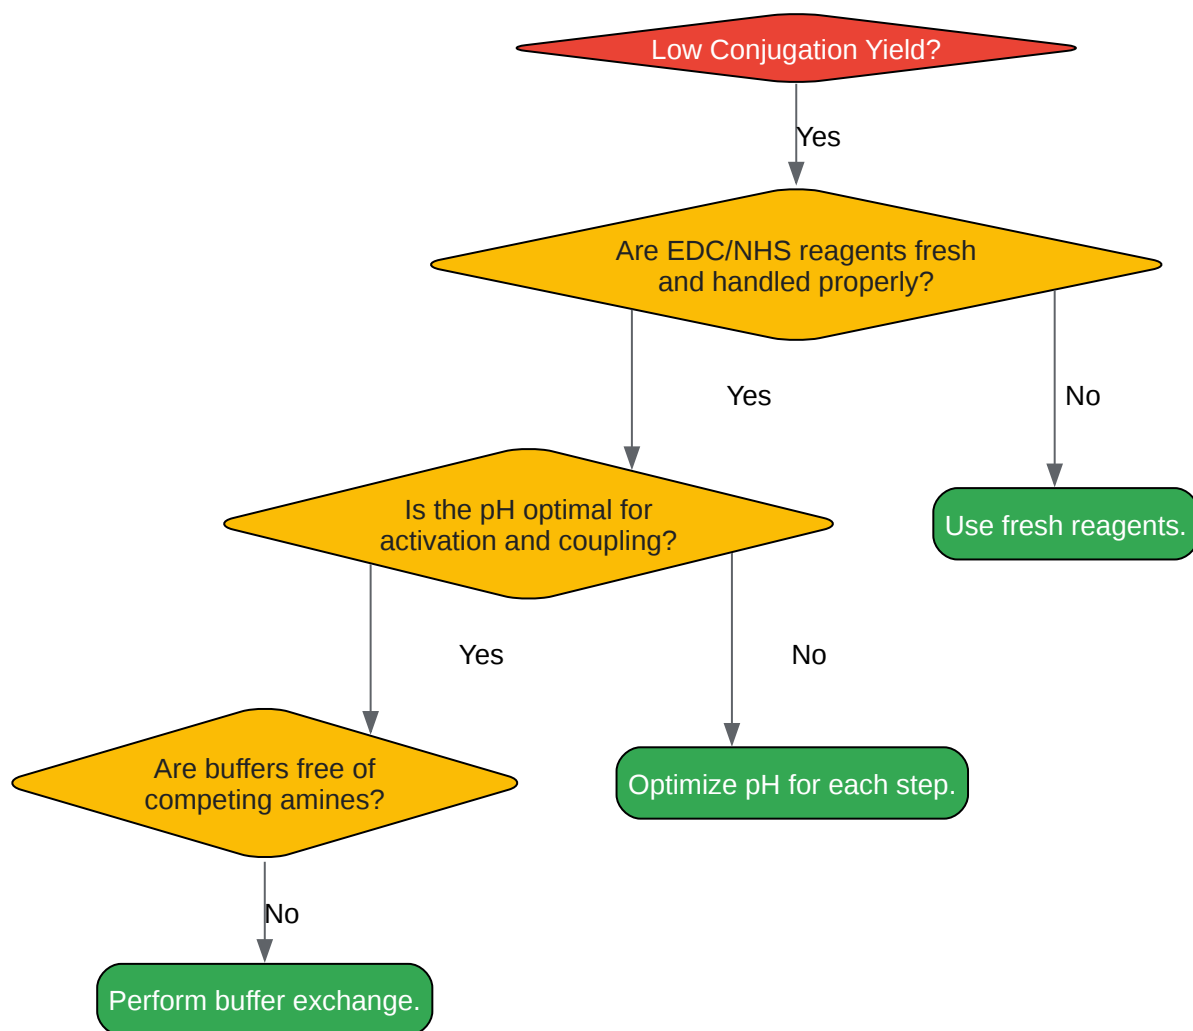 Low Conjugation Yield?
Yes
Are EDC/NHS reagents fresh
and handled properly?
Yes
No
Is the pH optimal for
activation and coupling?
Use fresh reagents.
Yes
No
Are buffers free of
competing amines?
Optimize pH for each step.
No
Perform buffer exchange.